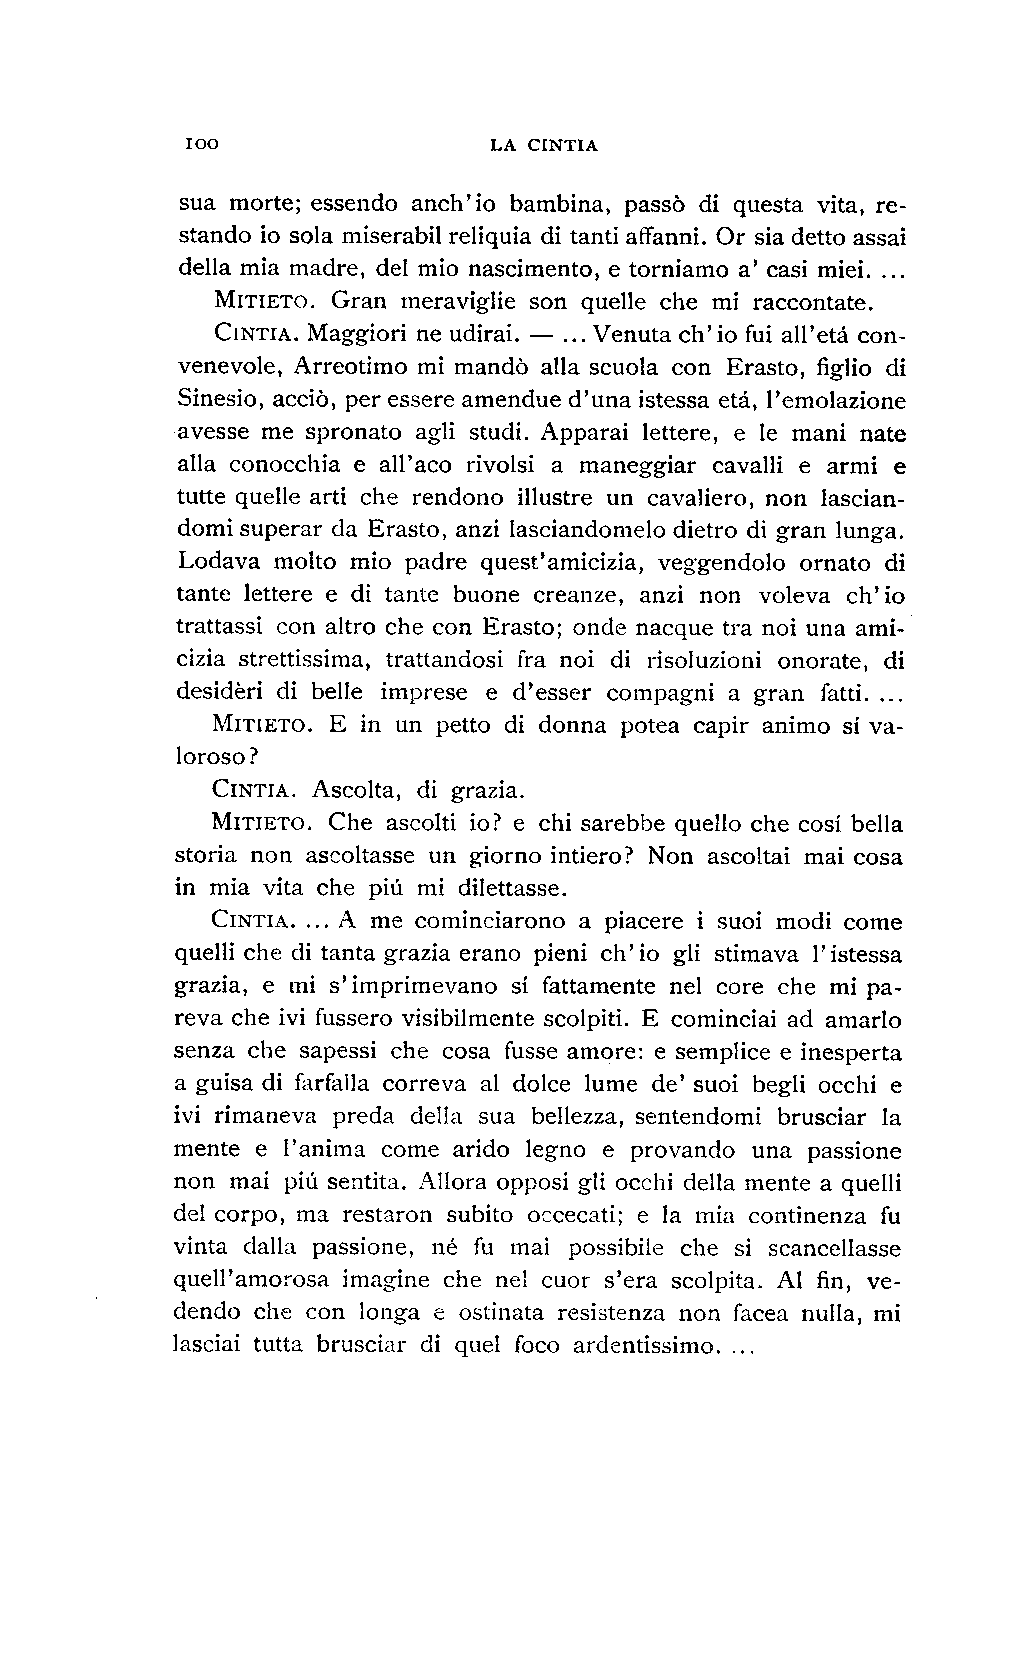 100 LA CINTIA
sua morte; essendo anch'io bambina, passò di questa vita, re-
stando io sola miserabil reliquia di tanti affanni. Or sia detto assai
della mia madre, del mio nascimento, e torniamo a' casi miei. ...
MITIETO. Gran meraviglie son quelle che mi raccontate.
CINTIA. Maggiori ne udirai. — ... Venuta ch'io fui all'etá con-
venevole, Arreotimo mi mandò alla scuola con Erasto, figlio di
Sinesio, acciò, per essere amendue d'una istessa etá, l'emolazione
avesse me spronato agli studi. Apparai lettere, e le mani nate
alla conocchia e all'aco rivolsi a maneggiar cavalli e armi e
tutte quelle arti che rendono illustre un cavaliero, non lascian-
domi superar da Erasto, anzi lasciandomelo dietro di gran lunga.
Lodava molto mio padre quest'amicizia, veggendolo ornato di
tante lettere e di tante buone creanze, anzi non voleva ch'io
trattassi con altro che con Erasto; onde nacque tra noi una ami-
cizia strettissima, trattandosi fra noi di risoluzioni onorate, di
desidèri di belle imprese e d'esser compagni a gran fatti. ...
MITIETO. E in un petto di donna potea capir animo sí va-
loroso?
CINTIA. Ascolta, di grazia.
MITIETO. Che ascolti io? e chi sarebbe quello che cosí bella
storia non ascoltasse un giorno intiero? Non ascoltai mai cosa
in mia vita che piú mi dilettasse.
CINTIA. ... A me cominciarono a piacere i suoi modi come
quelli che di tanta grazia erano pieni ch'io gli stimava l'istessa
grazia, e mi s'imprimevano sí fattamente nel core che mi pa-
reva che ivi fussero visibilmente scolpiti. E cominciai ad amarlo
senza che sapessi che cosa fusse amore: e semplice e inesperta
a guisa di farfalla correva al dolce lume de' suoi begli occhi e
ivi rimaneva preda della sua bellezza, sentendomi brusciar la
mente e l'anima come arido legno e provando una passione
non mai piú sentita. Allora opposi gli occhi della mente a quelli
del corpo, ma restaron subito occecati; e la mia continenza fu
vinta dalla passione, né fu mai possibile che si scancellasse
quell'amorosa imagine che nel cuor s'era scolpita. Al fin, ve-
dendo che con longa e ostinata resistenza non facea nulla, mi
lasciai tutta brusciar di quel foco ardentissimo. ...